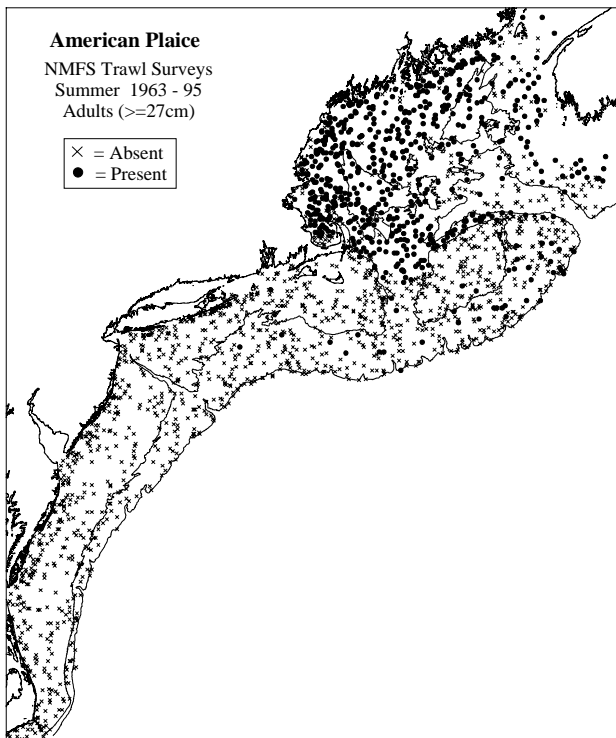 American Plaice
NMFS Trawl Surveys
Summer 1963 - 95
Adults (>=27cm)
× = Absent
● = Present